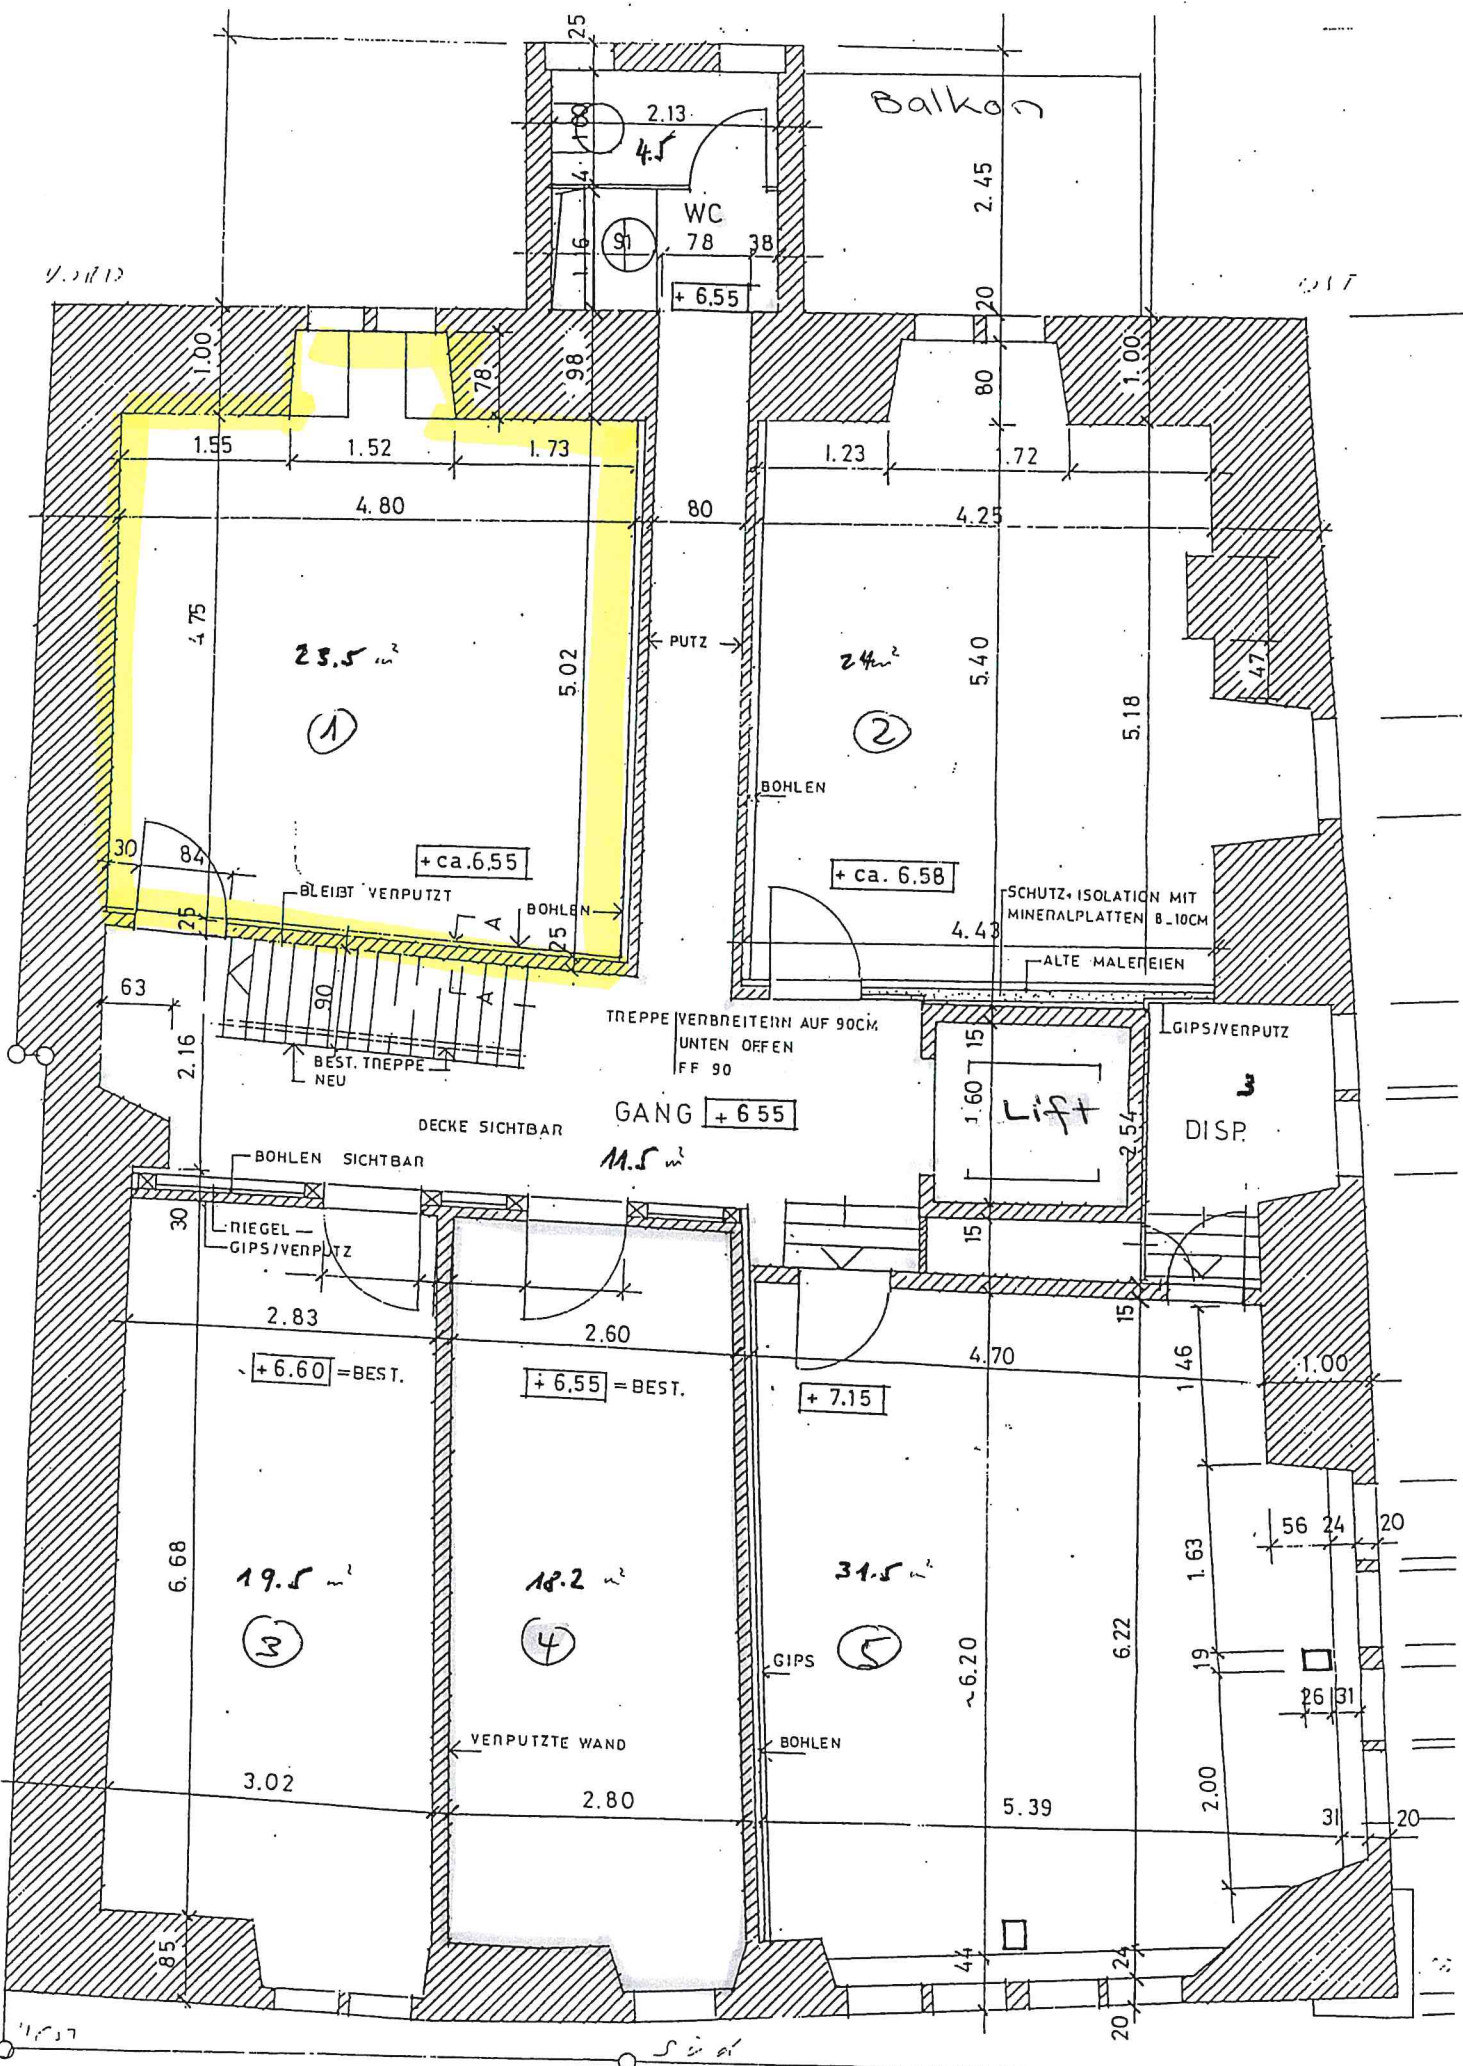 25
Balkon
1.08
2.13
4.5
4
2.45
WC
1.16
91
78
38
+ 6.55
20
1.00
78
98
80
1.00
1.55
1.52
1.73
1.23
1.72
4.80
80
4.25
4.75
PUTZ
23.5 m²
5.02
24m²
5.40
47
1
2
5.18
BOHLEN
30
84
+ ca.6,55
+ ca. 6,58
BLEIBT VERPUTZT
SCHUTZ+ISOLATION MIT
MINERALPLATTEN 8-10CM
25
A
BOHLEN
25
4.43
ALTE MALEREIEN
63
90
A
TREPPE VERBREITERN AUF 90CM
UNTEN OFFEN
FF 90
15
GIPS/VERPUTZ
2.16
BEST. TREPPE
NEU
1.60
Lift
2.54
3
DISP.
GANG + 6 55
DECKE SICHTBAR
11.5 m²
BOHLEN SICHTBAR
30
RIEGEL
GIPS/VERPUTZ
15
15
2.83
2.60
4.70
1.46
1.00
+ 6.60 = BEST.
+ 6,55 = BEST.
+ 7.15
56
24
20
6.68
19.5 m²
18.2 m²
31.5 m²
1.63
3
4
5
6.22
~6.20
GIPS
19
26
31
VERPUTZTE WAND
BOHLEN
3.02
2.80
5.39
2.00
31
20
85
44
24
20
Süd